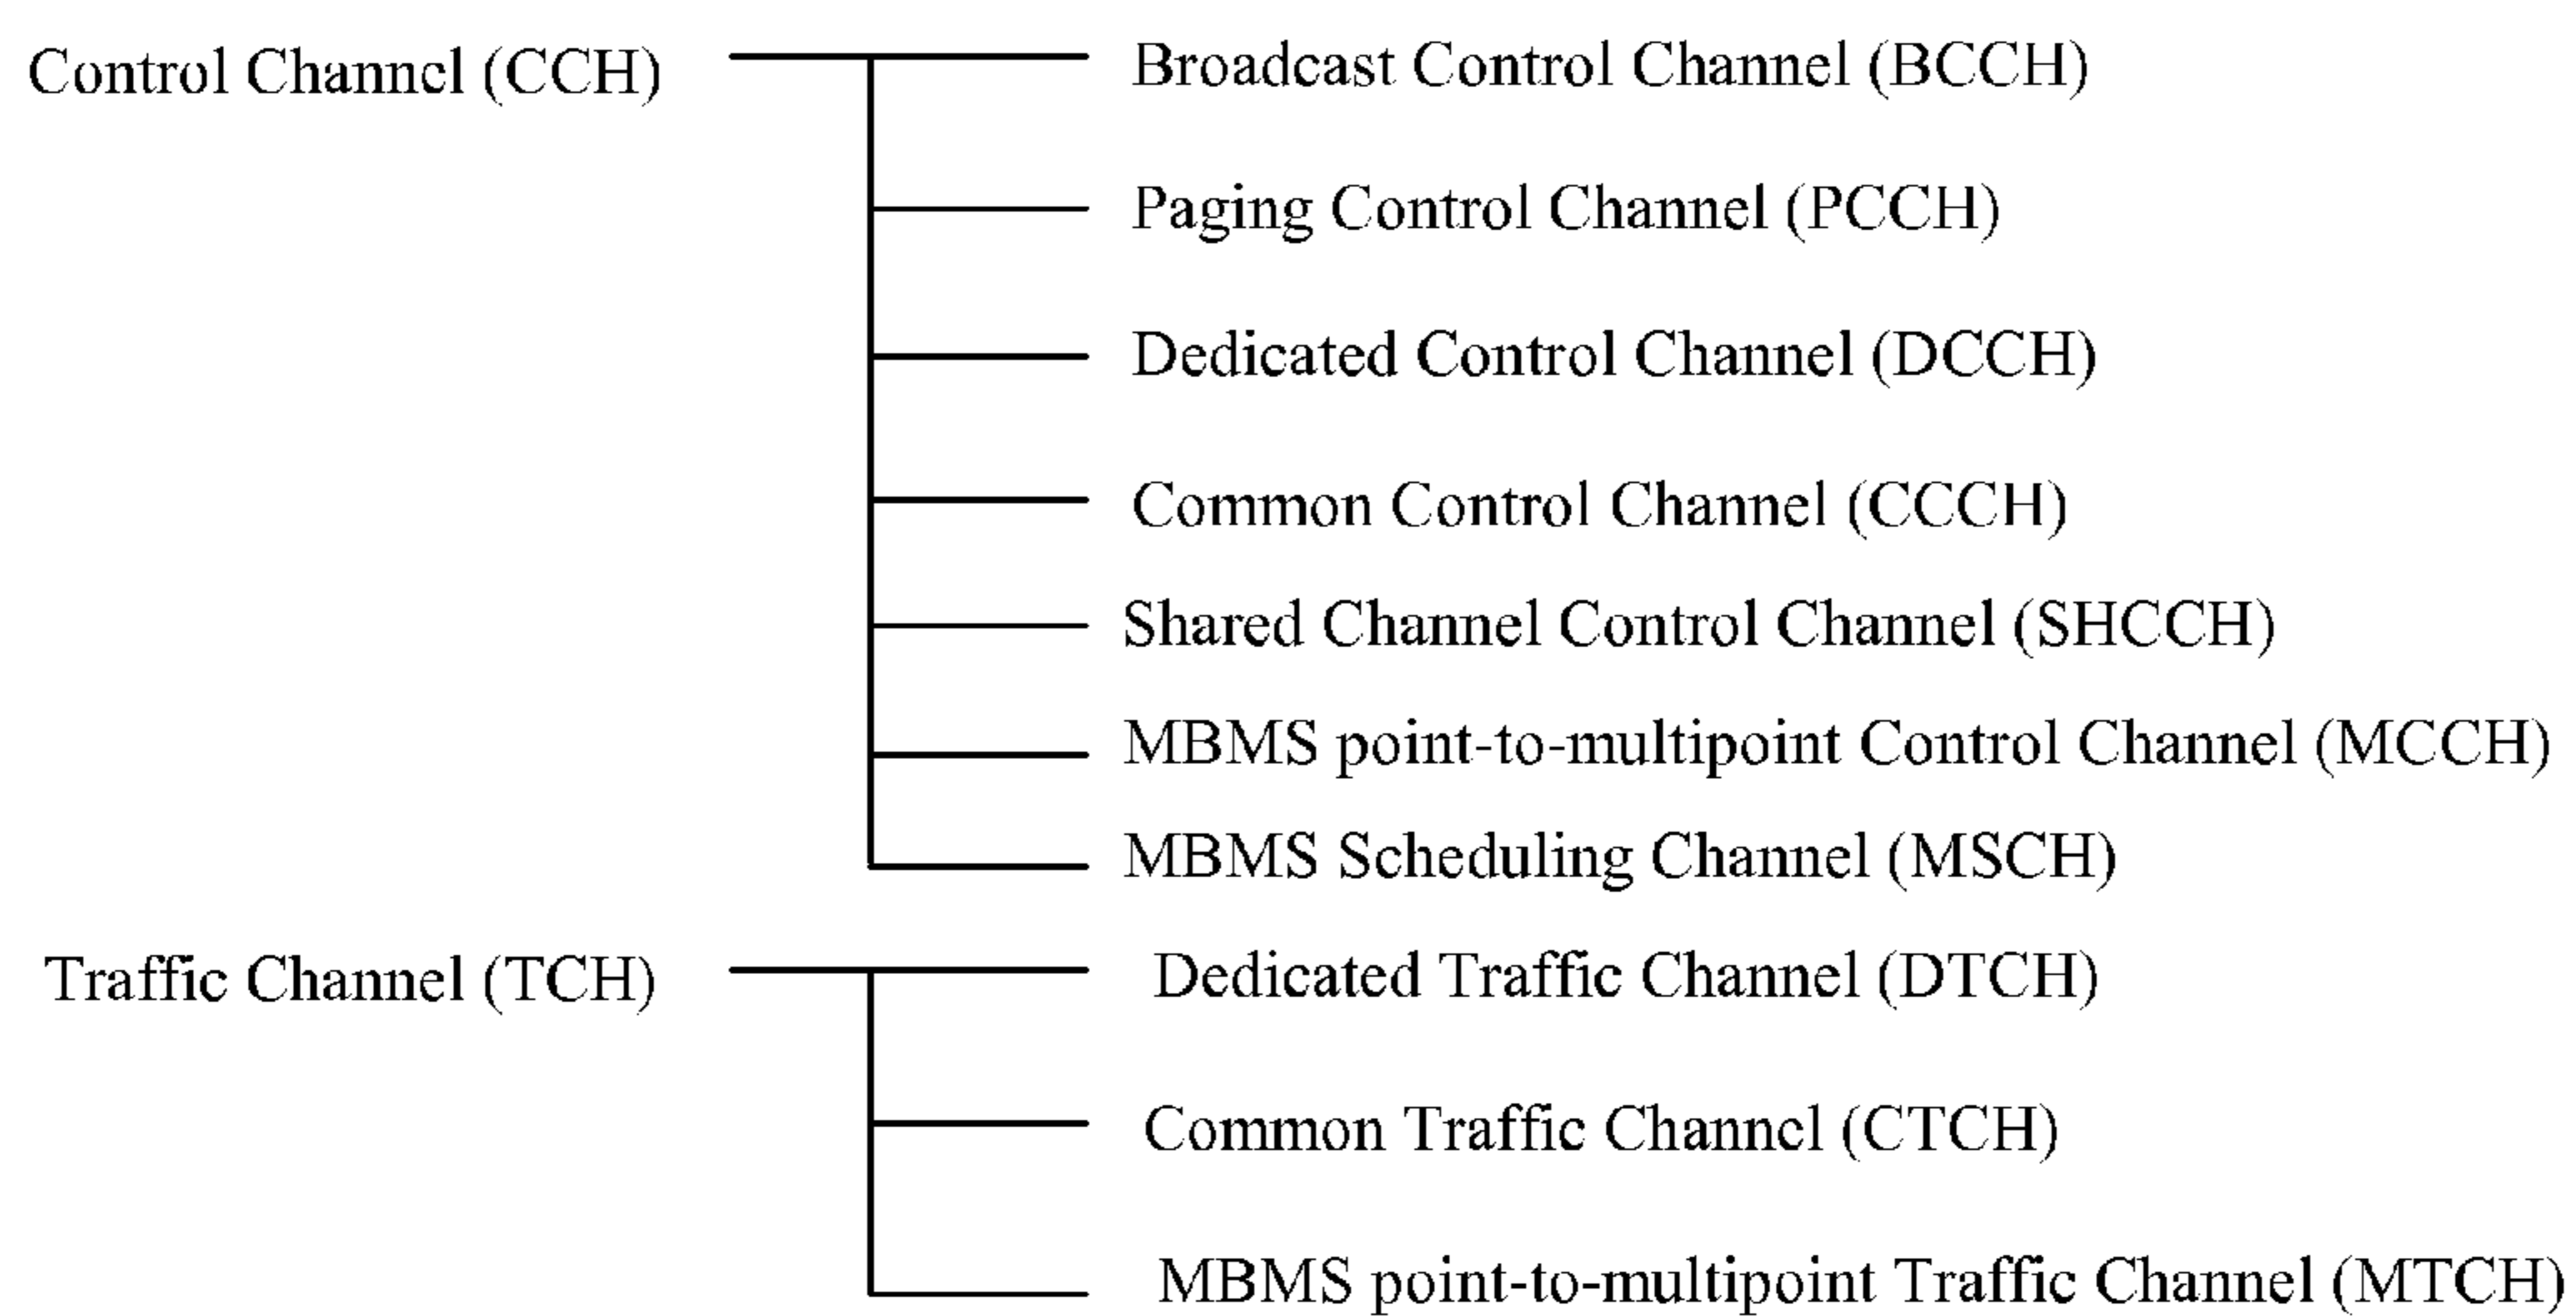 Control Channel (CCH)
Broadcast Control Channel (BCCH)
Paging Control Channel (PCCH)
Dedicated Control Channel (DCCH)
Common Control Channel (CCCH)
Shared Channel Control Channel (SHCCH)
MBMS point-to-multipoint Control Channel (MCCH)
MBMS Scheduling Channel (MSCH)
Traffic Channel (TCH)
Dedicated Traffic Channel (DTCH)
Common Traffic Channel (CTCH)
MBMS point-to-multipoint Traffic Channel (MTCH)